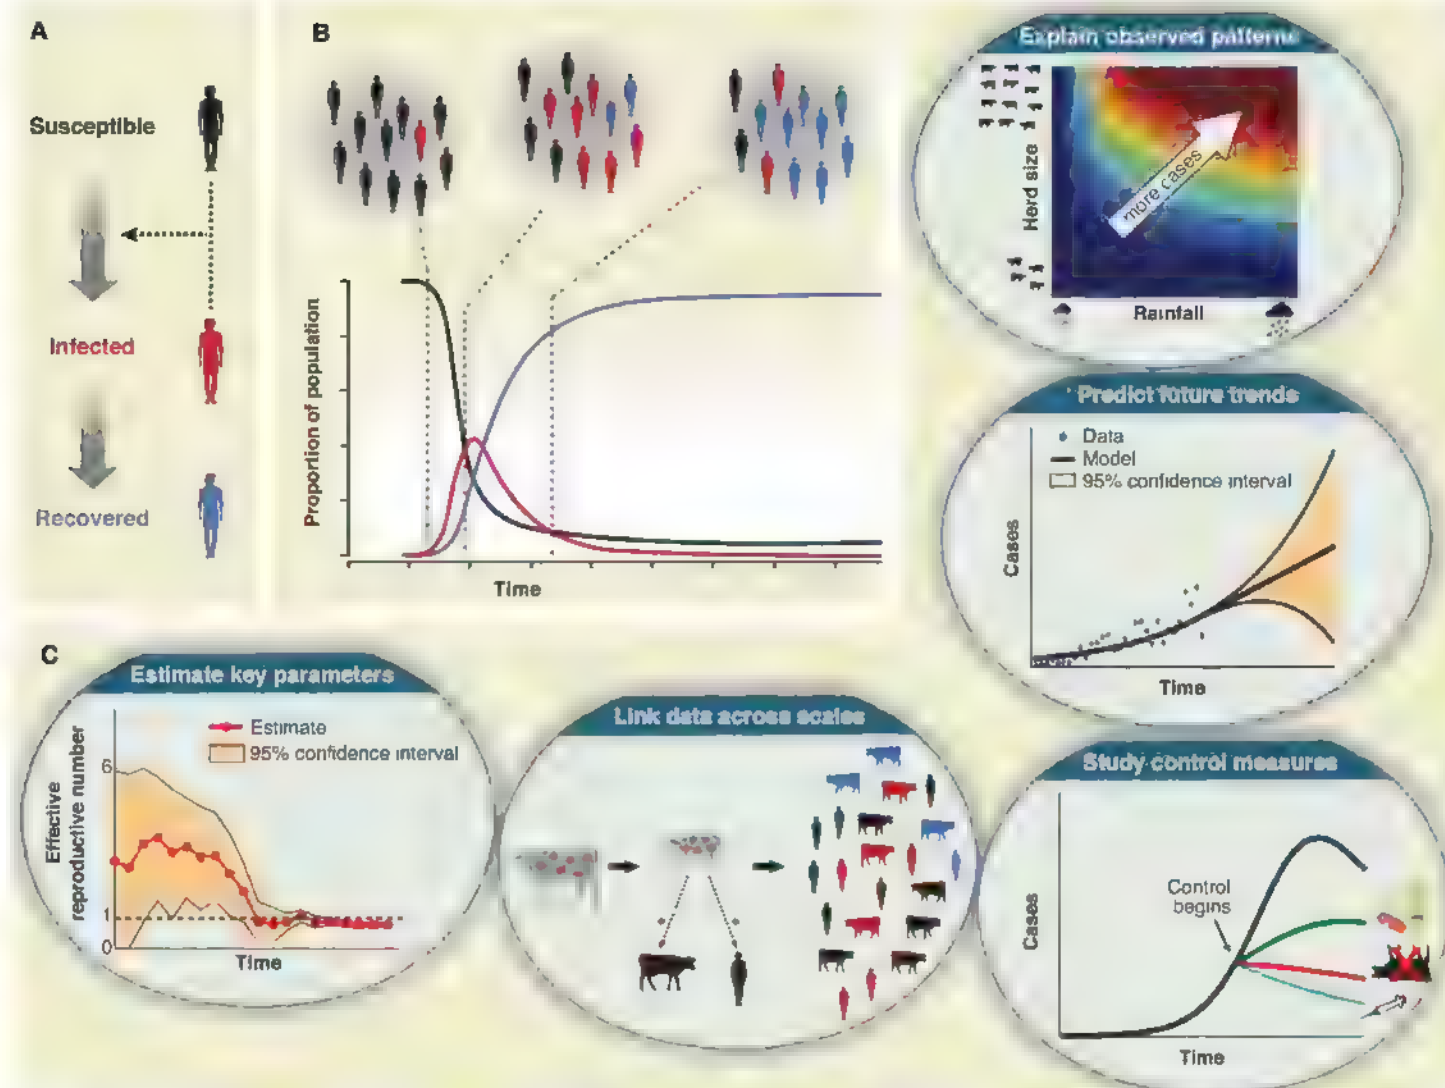 A
Susceptible
Infected
Recovered
B
Proportion of population
Time
Explain observed patterns
Herd size
more cases
Rainfall
Predict future trends
Data
Model
95% confidence interval
Cases
Time
C
Estimate key parameters
Estimate
95% confidence interval
Effective
reproductive number
6
1
0
Time
Link data across scales
Study control measures
Control
begins
Cases
Time